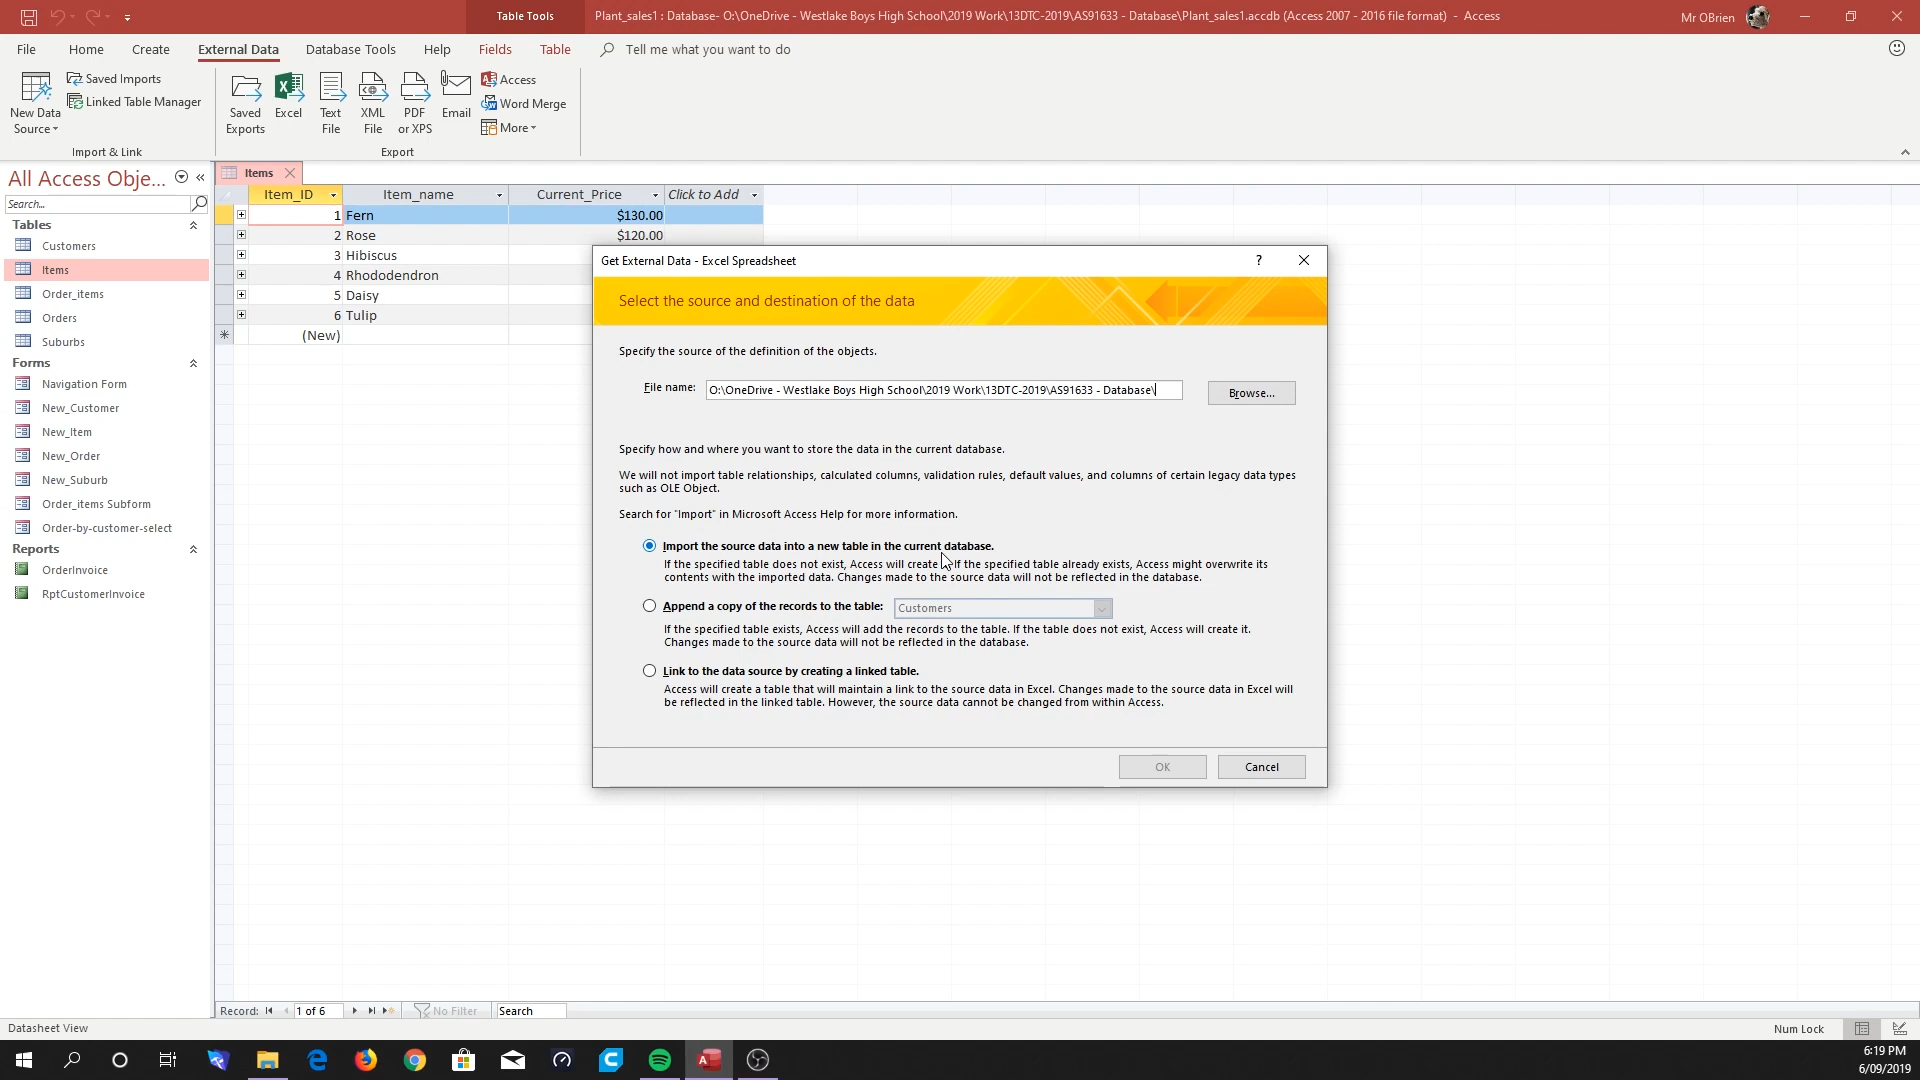 Table Tools
Plant_sales1 : Database- O:\OneDrive - Westlake Boys High School\2019 Work\13DTC-2019\AS91633 - Database\Plant_sales1.accdb (Access 2007 - 2016 file format) - Access
Mr OBrien
File
Home
Create
External Data
Database Tools
Help
Fields
Table
Tell me what you want to do
New Data
Source
Saved Imports
Linked Table Manager
Import & Link
Saved
Exports
Excel
Text
File
XML
File
PDF
or XPS
Email
Access
Word Merge
More
Export
All Access Obje...
Search...
Tables
Customers
Items
Order_items
Orders
Suburbs
Forms
Navigation Form
New_Customer
New_Item
New_Order
New_Suburb
Order_items Subform
Order-by-customer-select
Reports
OrderInvoice
RptCustomerInvoice
Items
Item_ID
Item_name
Current_Price
Click to Add
1 Fern $130.00
2 Rose $120.00
3 Hibiscus
4 Rhododendron
5 Daisy
6 Tulip
(New)
Get External Data - Excel Spreadsheet
?
Select the source and destination of the data
Specify the source of the definition of the objects.
File name:
O:\OneDrive - Westlake Boys High School\2019 Work\13DTC-2019\AS91633 - Database\
Browse...
Specify how and where you want to store the data in the current database.
We will not import table relationships, calculated columns, validation rules, default values, and columns of certain legacy data types
such as OLE Object.
Search for "Import" in Microsoft Access Help for more information.
Import the source data into a new table in the current database.
If the specified table does not exist, Access will create If the specified table already exists, Access might overwrite its
contents with the imported data. Changes made to the source data will not be reflected in the database.
Append a copy of the records to the table:
Customers
If the specified table exists, Access will add the records to the table. If the table does not exist, Access will create it.
Changes made to the source data will not be reflected in the database.
Link to the data source by creating a linked table.
Access will create a table that will maintain a link to the source data in Excel. Changes made to the source data in Excel will
be reflected in the linked table. However, the source data cannot be changed from within Access.
OK
Cancel
Record:
1 of 6
No Filter
Search
Datasheet View
Num Lock
6:19 PM
6/09/2019